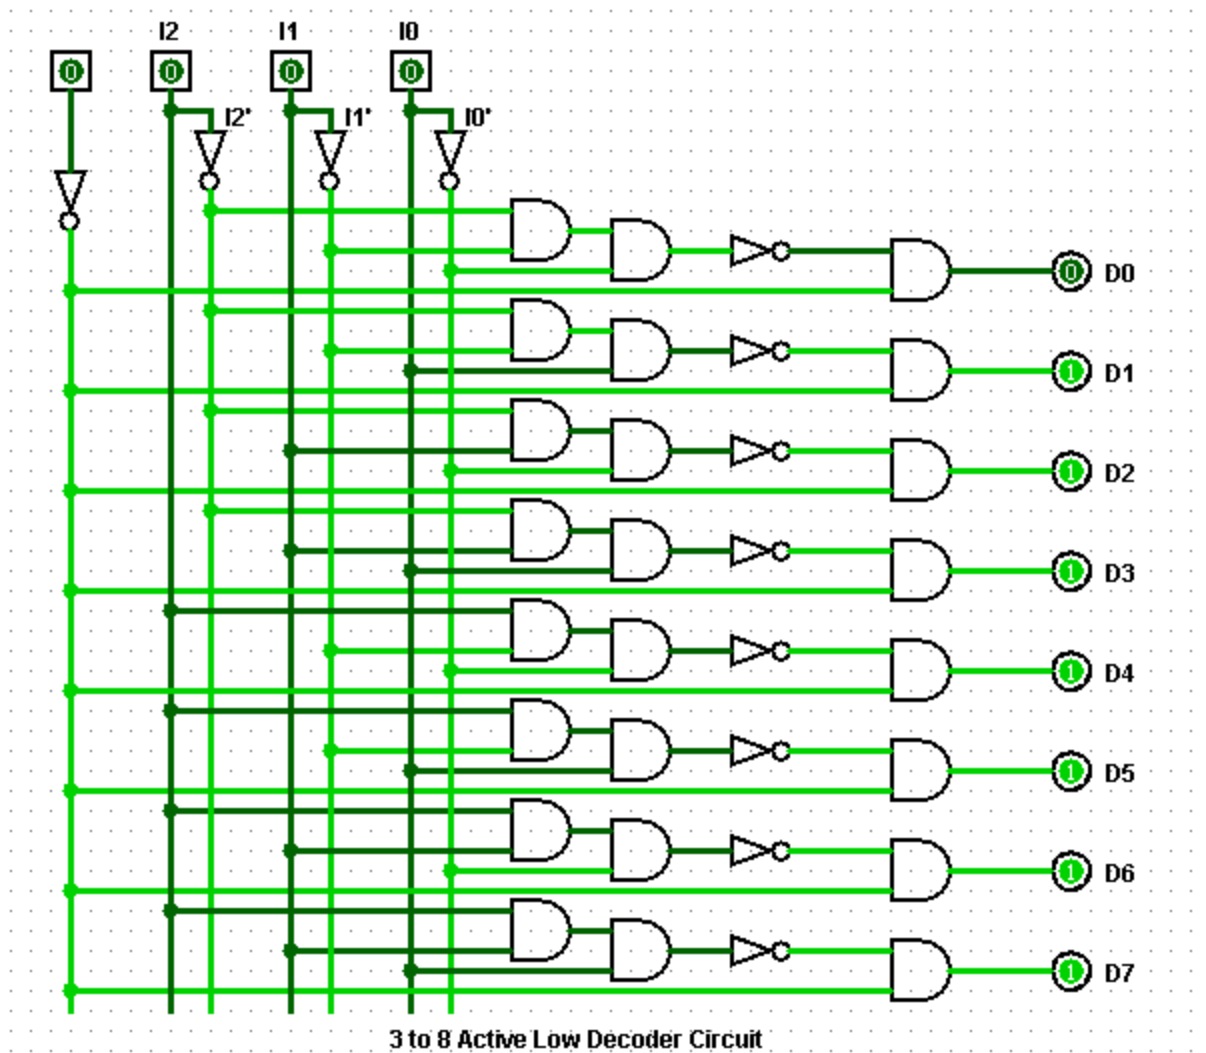 I2 I1 I0
0 0 0 0
I2' I1' I0'
0 D0
1 D1
1 D2
1 D3
1 D4
1 D5
1 D6
1 D7
3 to 8 Active Low Decoder Circuit